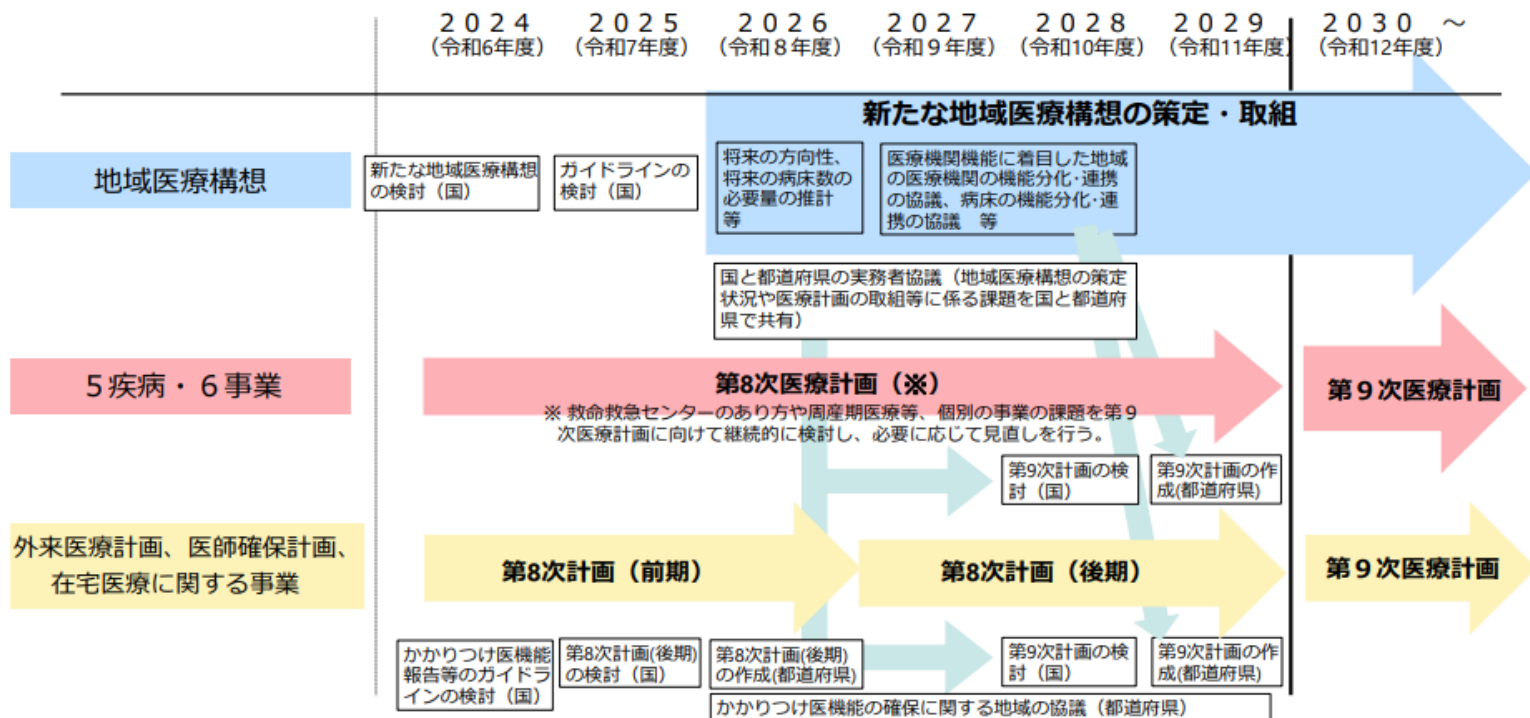 ２０２４ ２０２５ ２０２６ ２０２７ ２０２８ ２０２９ ２０３０ ～
（令和6年度） （令和7年度） （令和８年度） （令和９年度） （令和10年度） （令和11年度） （令和12年度）
新たな地域医療構想の策定・取組
地域医療構想
新たな地域医療構想
の検討（国）
ガイドラインの
検討（国）
将来の方向性、
将来の病床数の
必要量の推計
等
医療機関機能に着目した地域
の医療機関の機能分化･連携
の協議、病床の機能分化･連
携の協議　等
国と都道府県の実務者協議（地域医療構想の策定
状況や医療計画の取組等に係る課題を国と都道府
県で共有）
５疾病・６事業
第8次医療計画（※）
※ 救命救急センターのあり方や周産期医療等、個別の事業の課題を第９
次医療計画に向けて継続的に検討し、必要に応じて見直しを行う。
第９次医療計画
第9次計画の検
討（国）
第9次計画の作
成(都道府県)
外来医療計画、医師確保計画、
在宅医療に関する事業
第8次計画（前期）
第8次計画（後期）
第９次医療計画
かかりつけ医機能
報告等のガイドラ
インの検討（国）
第8次計画(後期)
の検討（国）
第8次計画(後期)
の作成(都道府県)
第9次計画の検
討（国）
第9次計画の作
成(都道府県)
かかりつけ医機能の確保に関する地域の協議（都道府県）